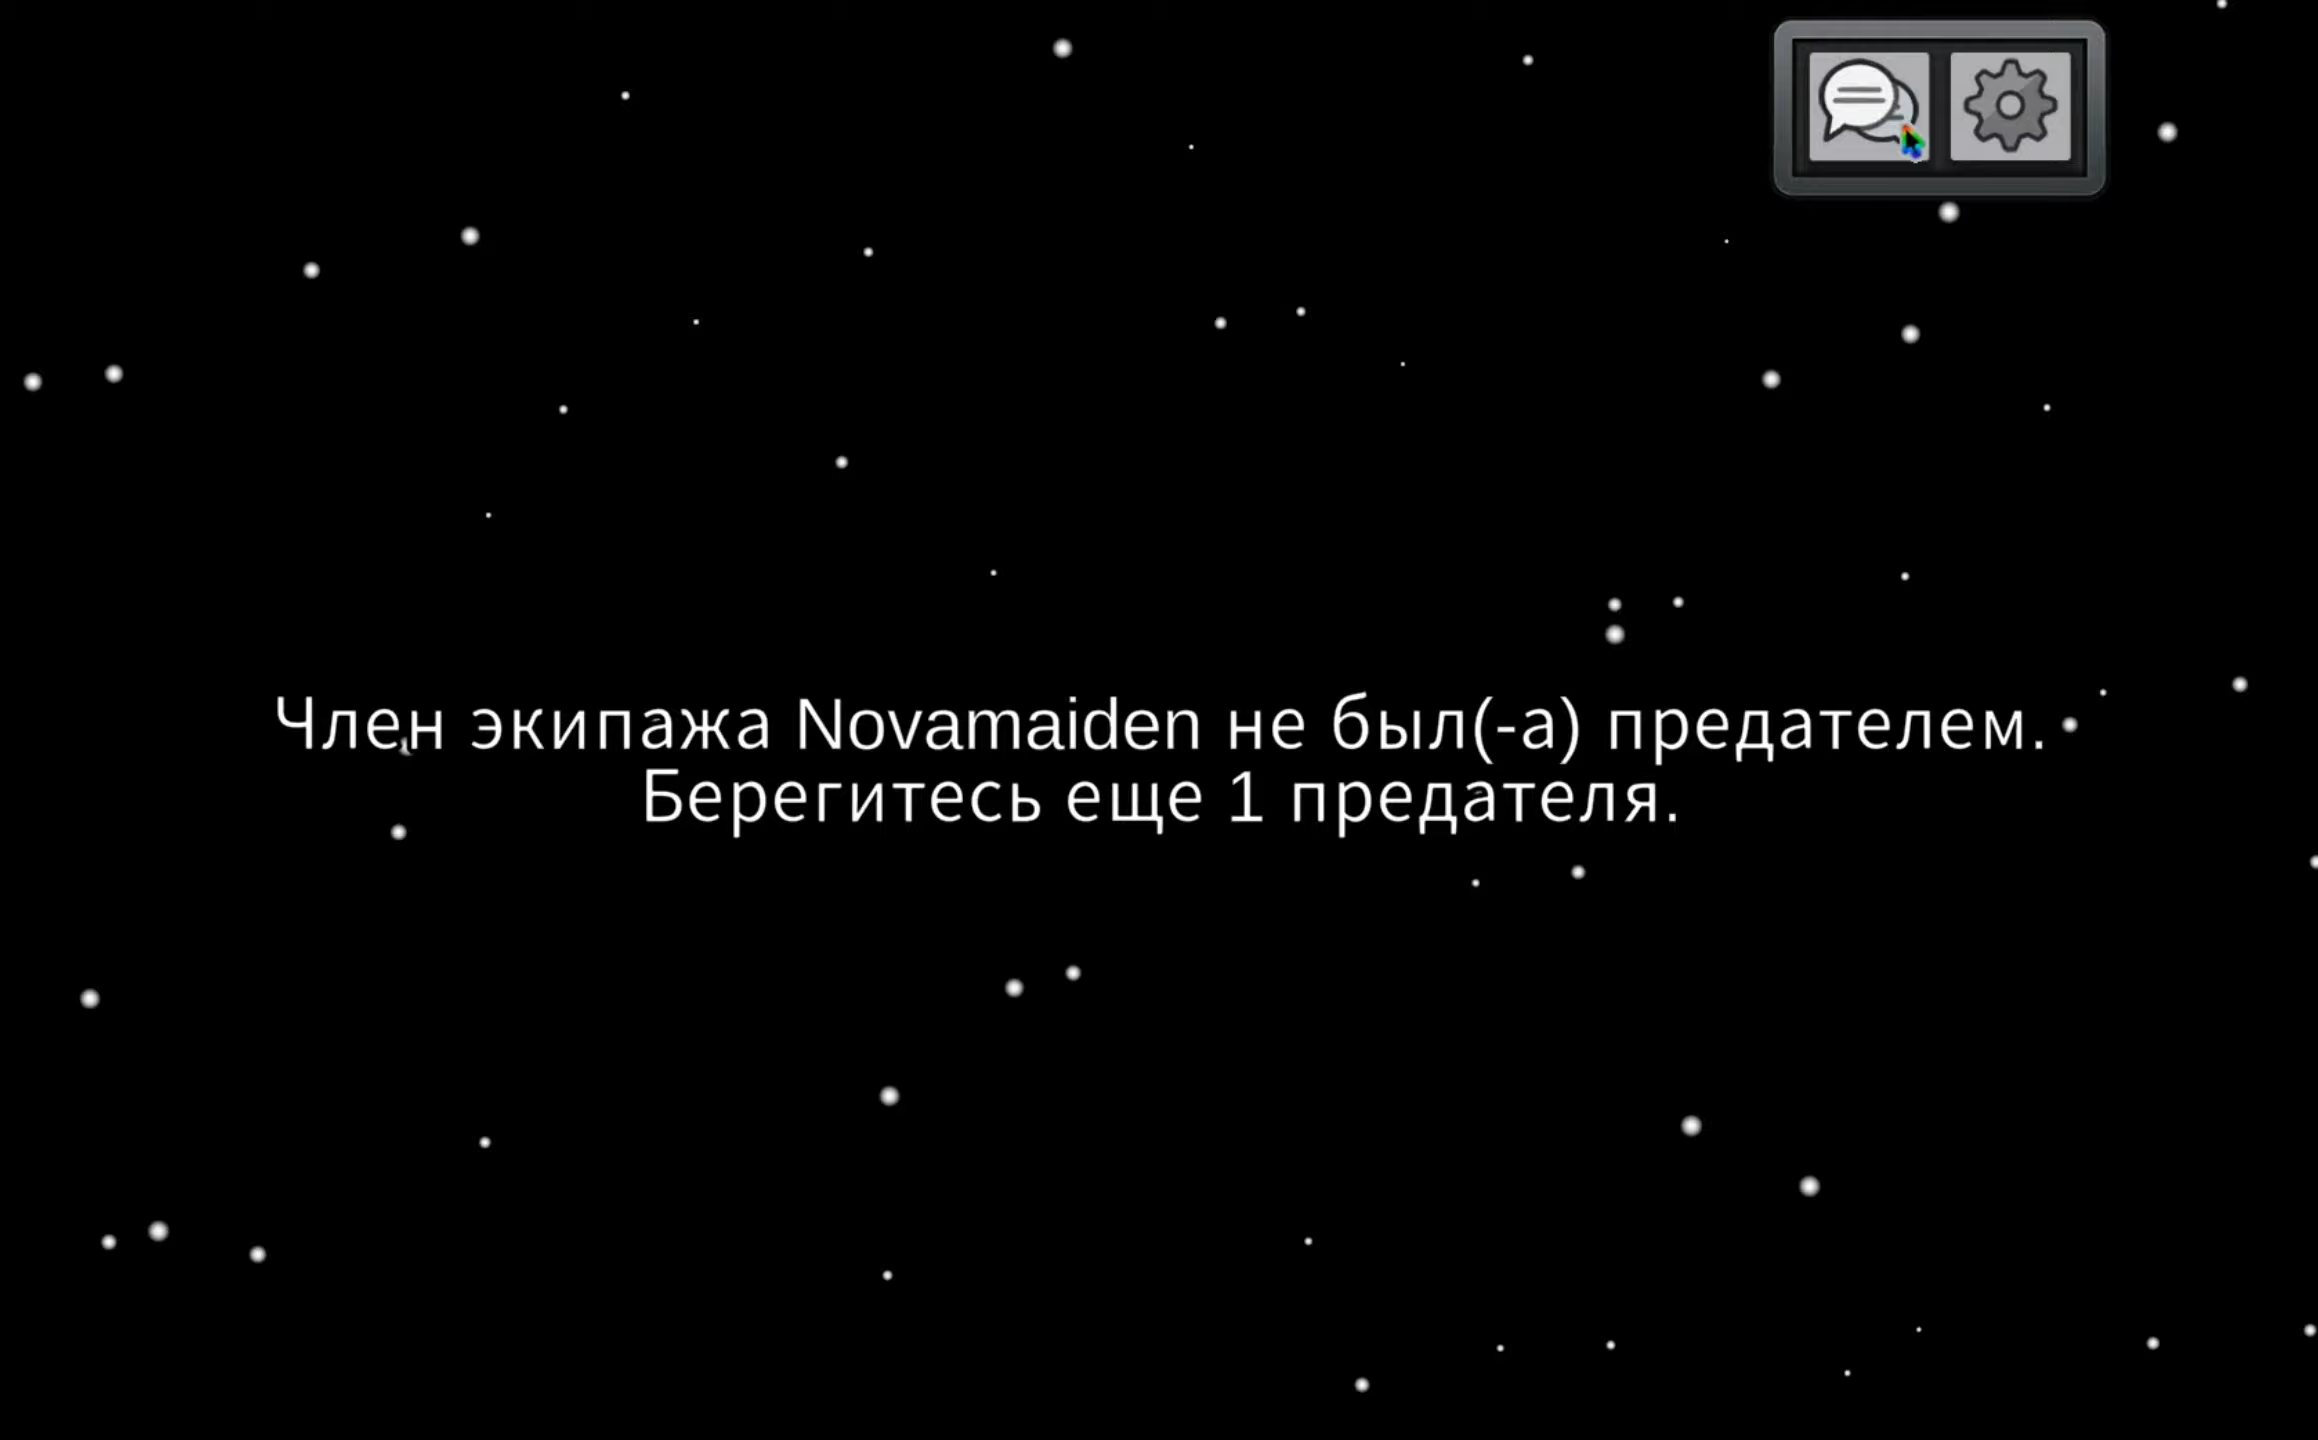 Член экипажа Novamaiden не был(-а) предателем.
Берегитесь еще 1 предателя.